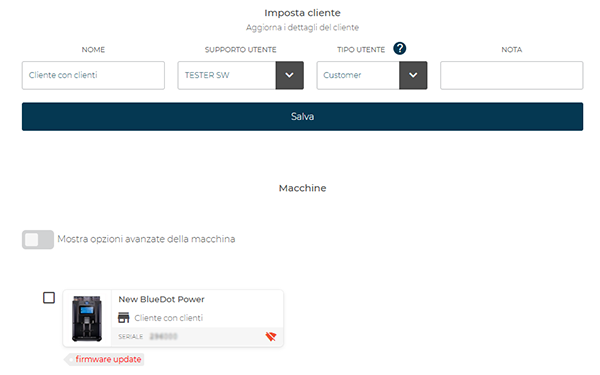 Imposta cliente
Aggiorna i dettagli del cliente
NOME SUPPORTO UTENTE TIPO UTENTE ? NOTA
Cliente con clienti TESTER SW Customer
Salva
Macchine
Mostra opzioni avanzate della macchina
New BlueDot Power
Cliente con clienti
SERIALE
firmware update